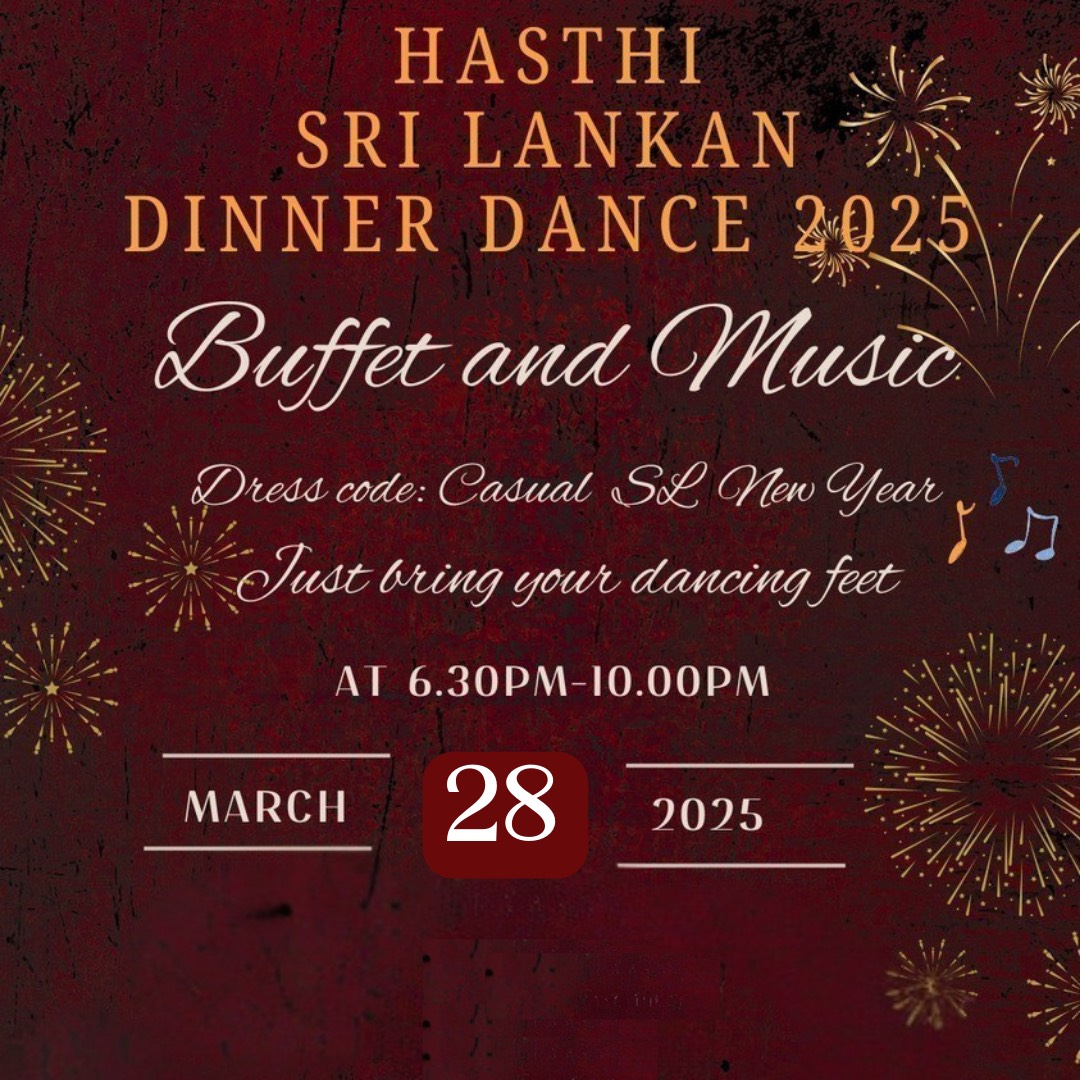 HASTHI
SRI LANKAN
DINNER DANCE 2025
Buffet and Music
Dress code: Casual SL New Year
Just bring your dancing feet
AT 6.30PM-10.00PM
MARCH 28 2025